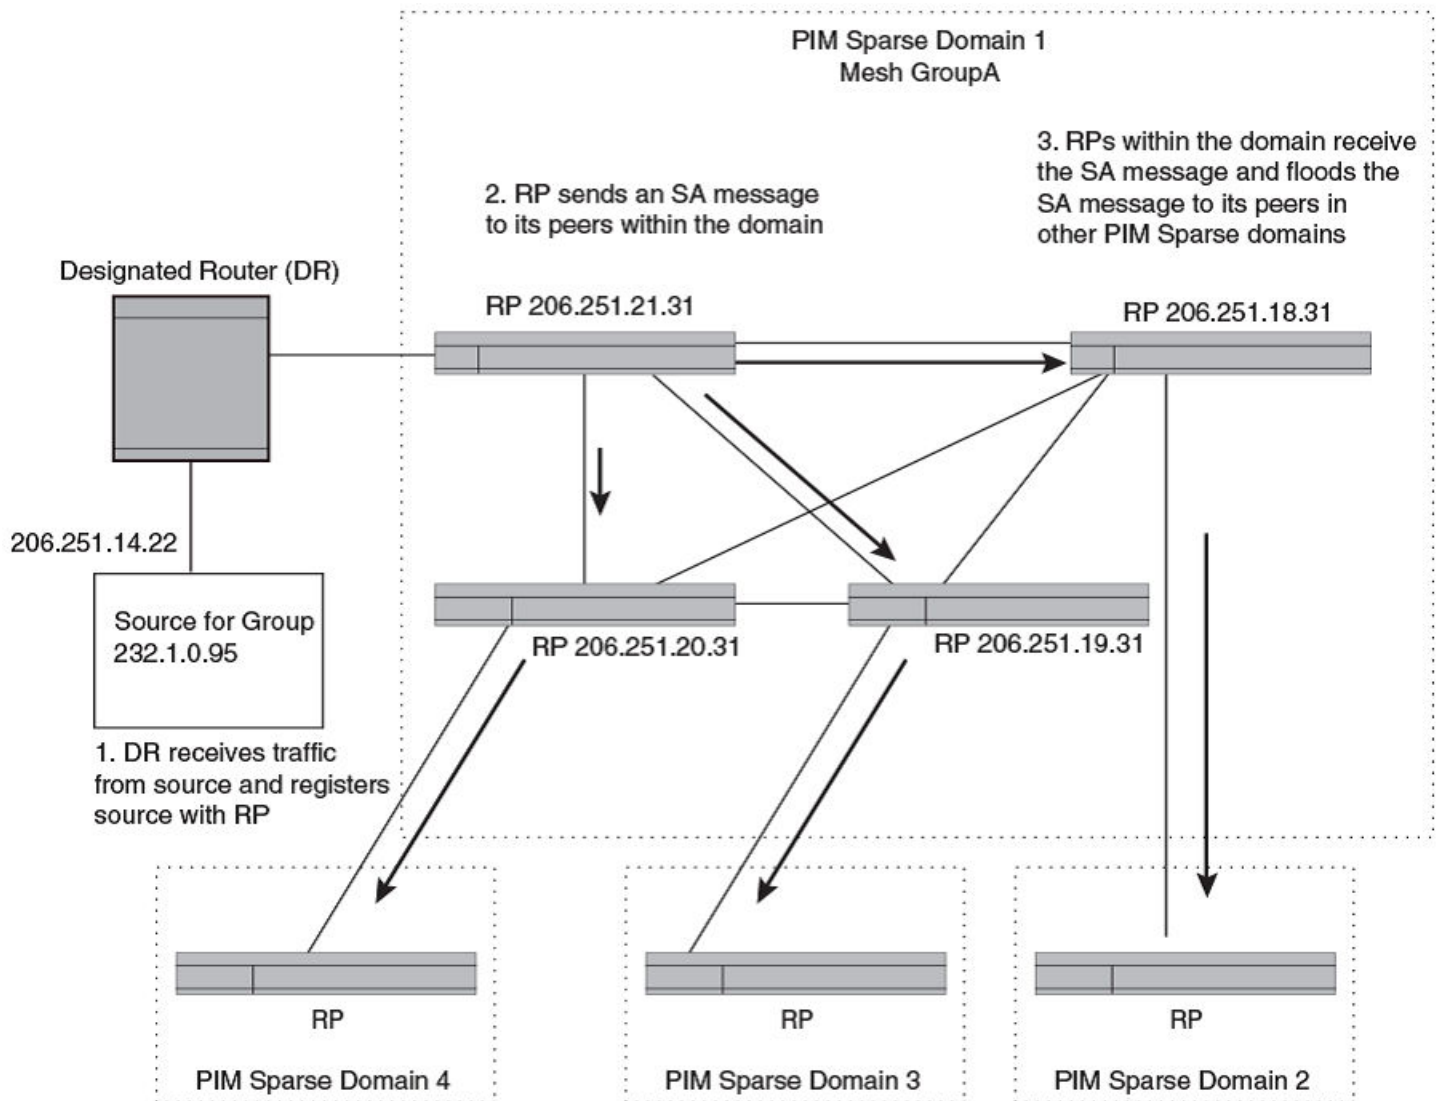 PIM Sparse Domain 1
Mesh GroupA
3. RPs within the domain receive
the SA message and floods the
SA message to its peers in
other PIM Sparse domains
2. RP sends an SA message
to its peers within the domain
Designated Router (DR)
RP 206.251.21.31
RP 206.251.18.31
206.251.14.22
Source for Group
232.1.0.95
RP 206.251.20.31
RP 206.251.19.31
1. DR receives traffic
from source and registers
source with RP
RP
RP
RP
PIM Sparse Domain 4
PIM Sparse Domain 3
PIM Sparse Domain 2